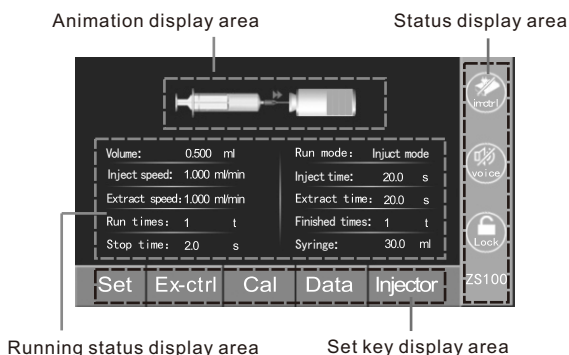 Animation display area
Status display area
in-ctrl
Volume: 0.500 ml
Run mode: Injuct mode
Inject speed: 1.000 ml/min
Inject time: 20.0 s
voice
Extract speed: 1.000 ml/min
Extract time: 20.0 s
Run times: 1 t
Finished times: 1 t
Stop time: 2.0 s
Syringe: 30.0 ml
Lock
Set Ex-ctrl Cal Data Injector
ZS100
Running status display area
Set key display area